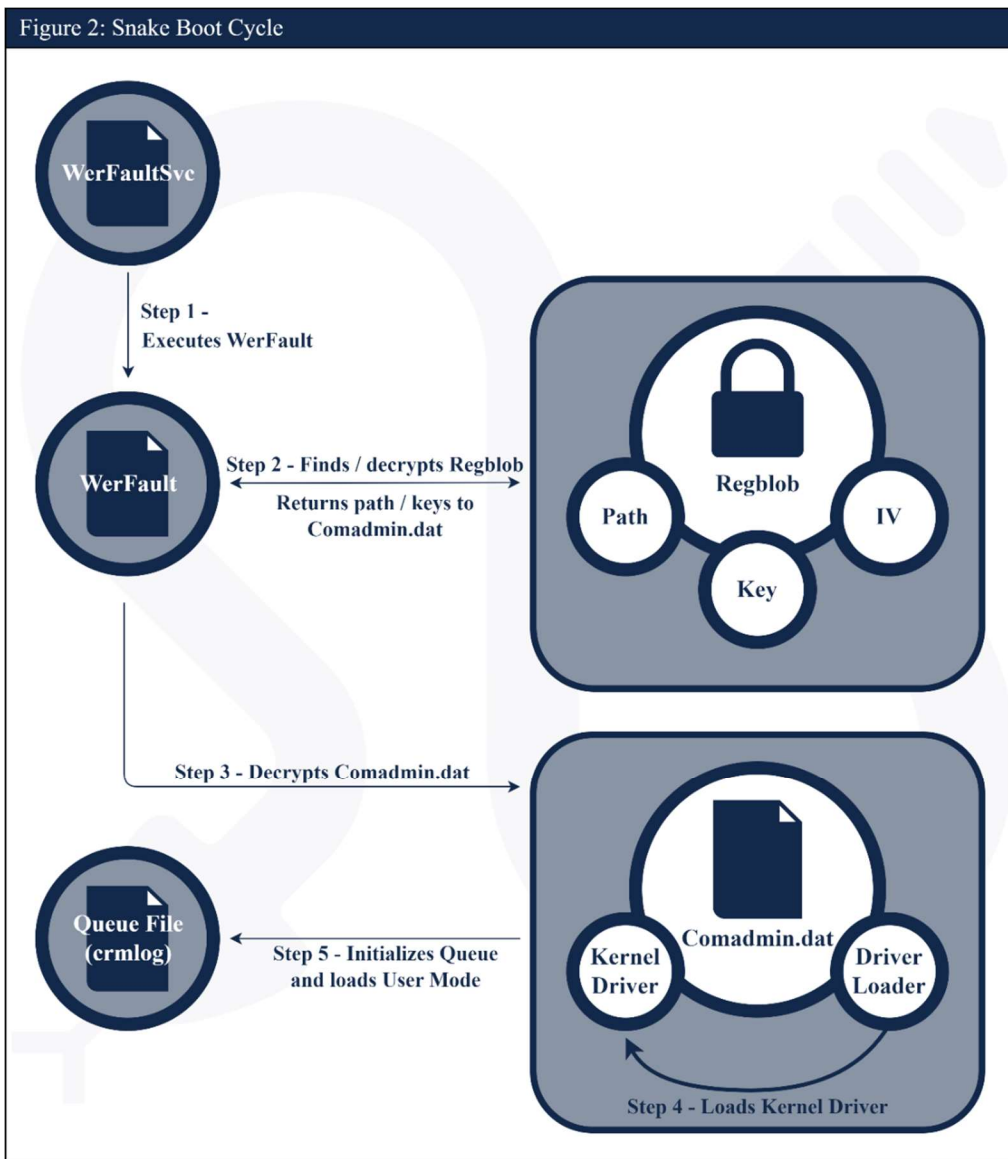 Figure 2: Snake Boot Cycle
WerFaultSvc
Step 1 -
Executes WerFault
WerFault
Step 2 - Finds / decrypts Regblob
Returns path / keys to
Comadmin.dat
Regblob
Path
IV
Key
Step 3 - Decrypts Comadmin.dat
Queue File
(crmlog)
Step 5 - Initializes Queue
and loads User Mode
Comadmin.dat
Kernel
Driver
Driver
Loader
Step 4 - Loads Kernel Driver